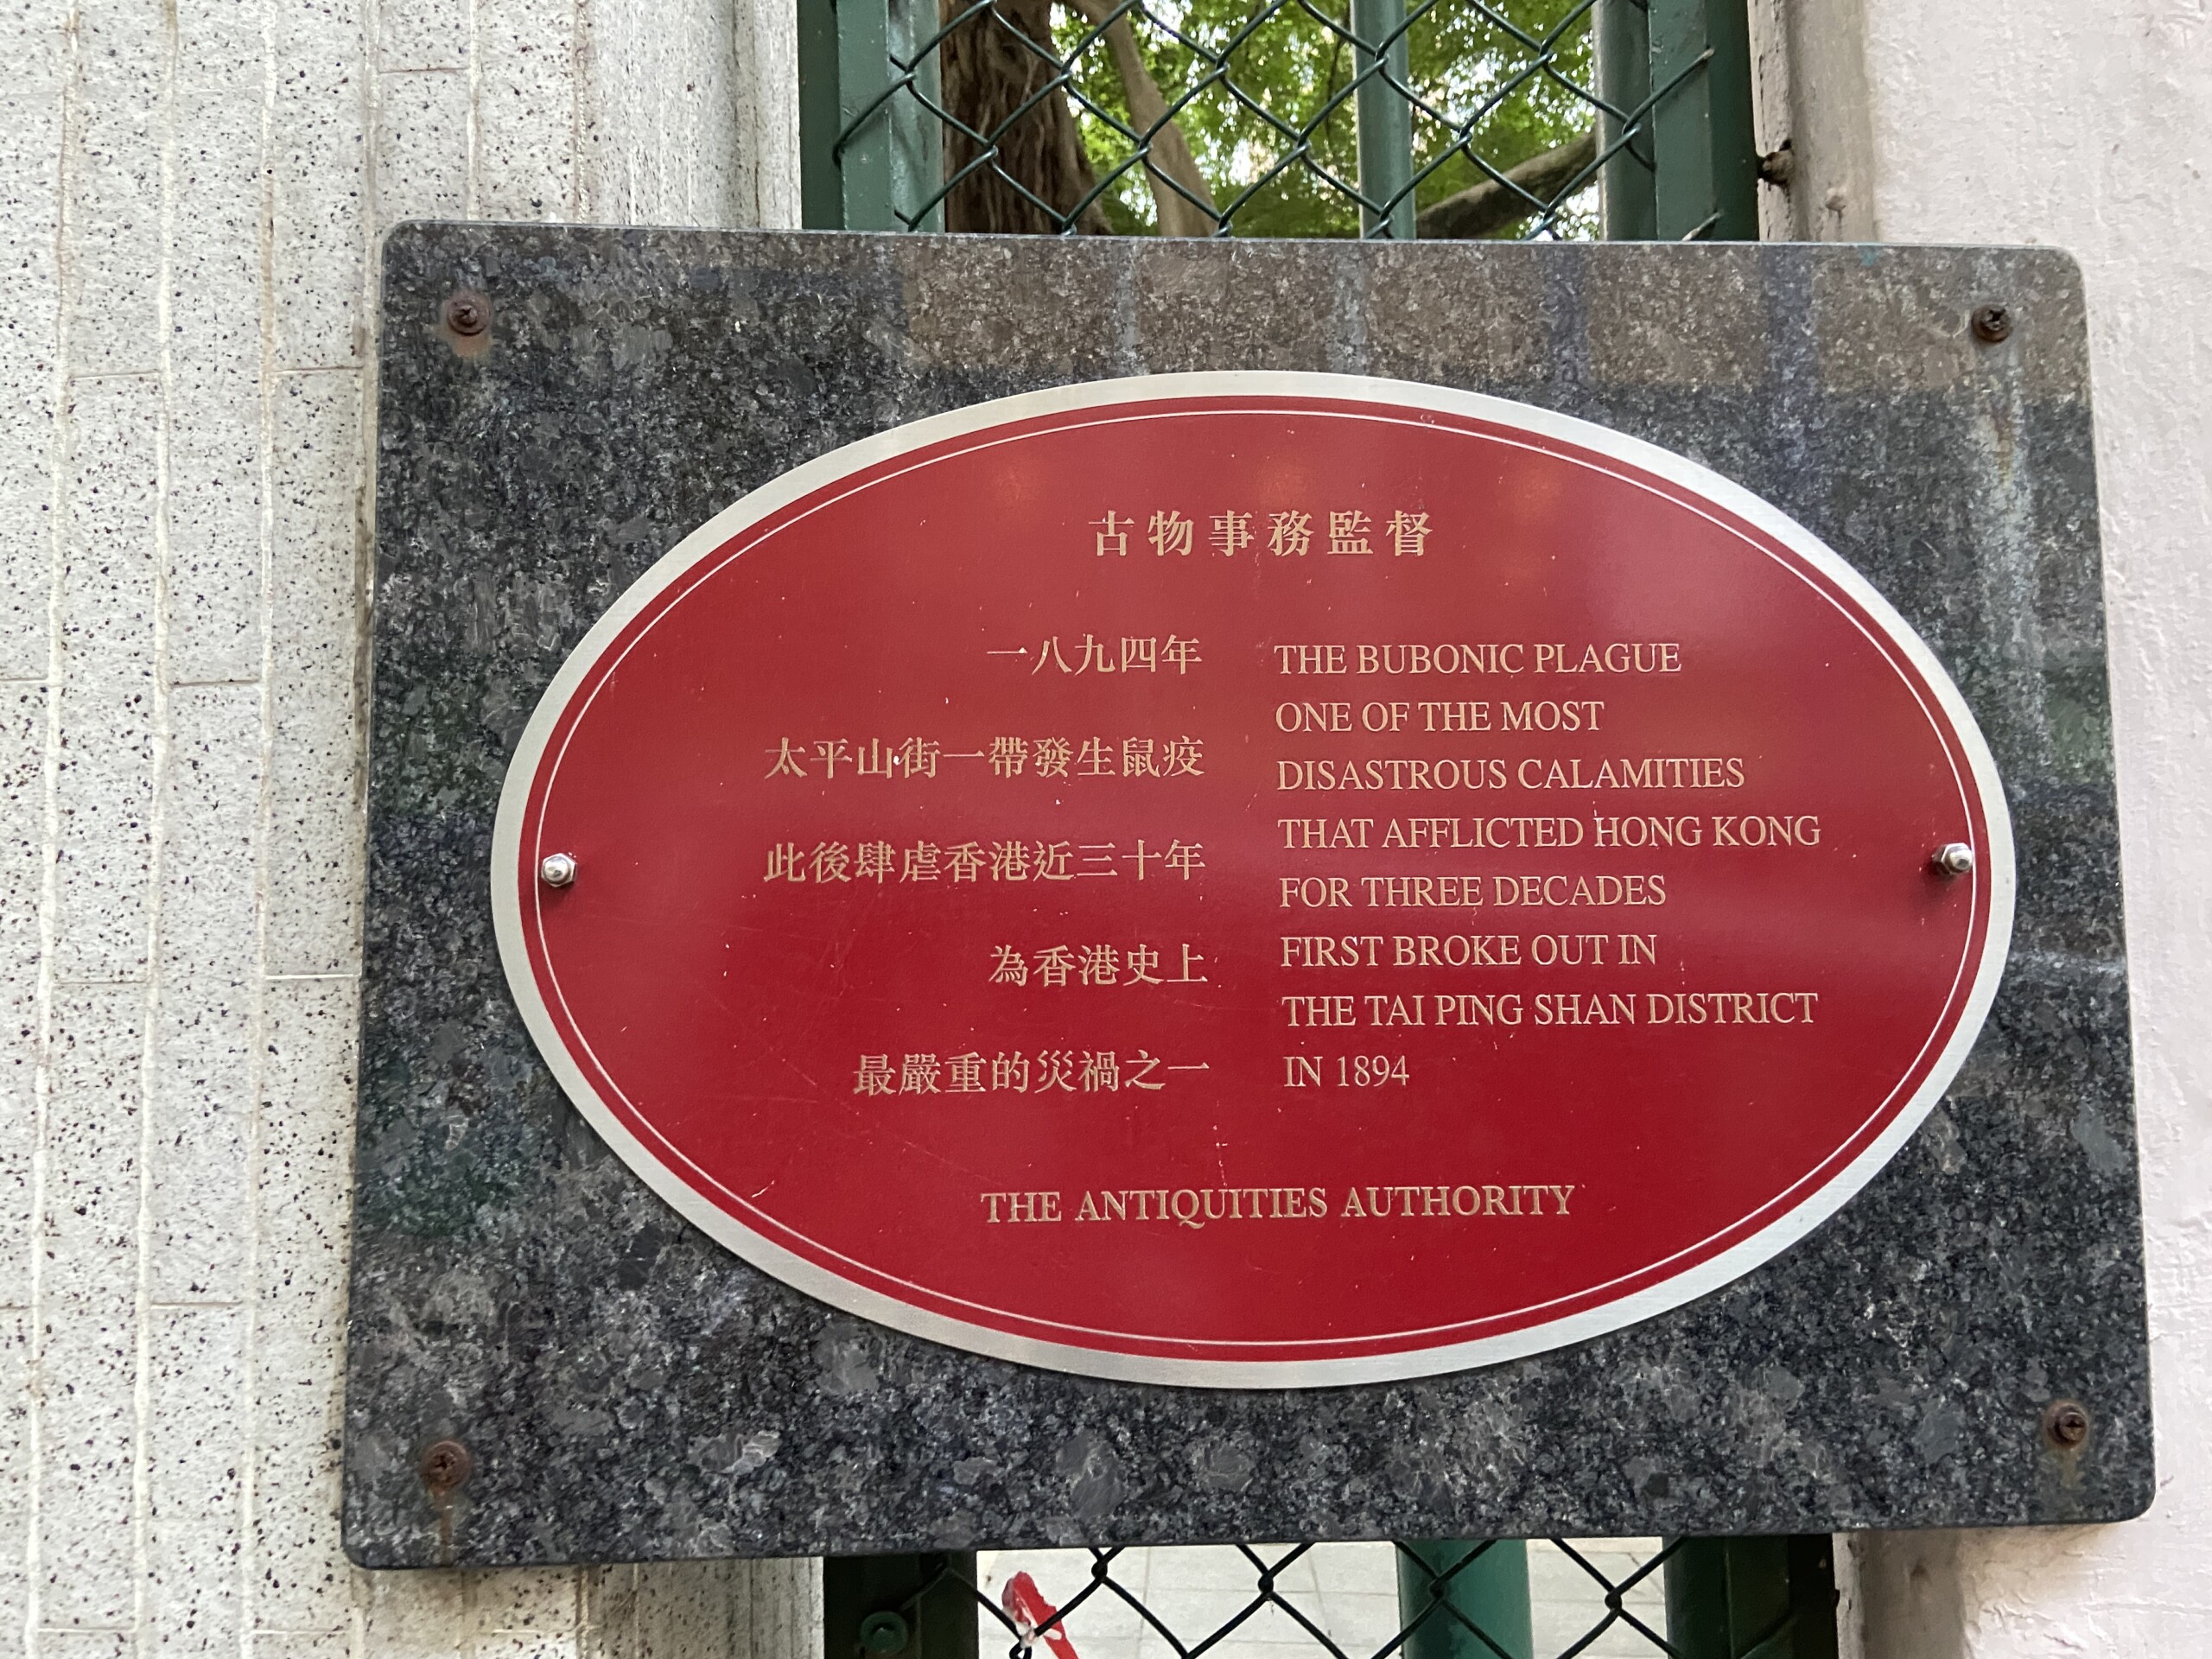 古物事務監督
一八九四年
太平山街一帶發生鼠疫
此後肆虐香港近三十年
為香港史上
最嚴重的災禍之一
THE BUBONIC PLAGUE
ONE OF THE MOST
DISASTROUS CALAMITIES
THAT AFFLICTED HONG KONG
FOR THREE DECADES
FIRST BROKE OUT IN
THE TAI PING SHAN DISTRICT
IN 1894
THE ANTIQUITIES AUTHORITY